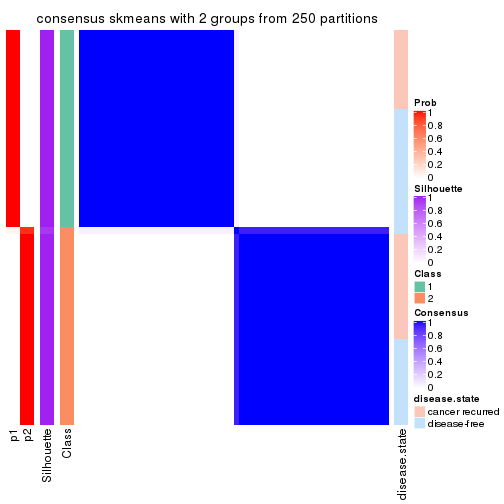 consensus skmeans with 2 groups from 250 partitions
Prob
1
0.8
0.6
0.4
0.2
0
Silhouette
1
0.8
0.6
0.4
0.2
0
Class
1
2
Consensus
1
0.8
0.6
0.4
0.2
0
disease.state
cancer recurred
disease-free
p1
p2
Silhouette
Class
disease.state